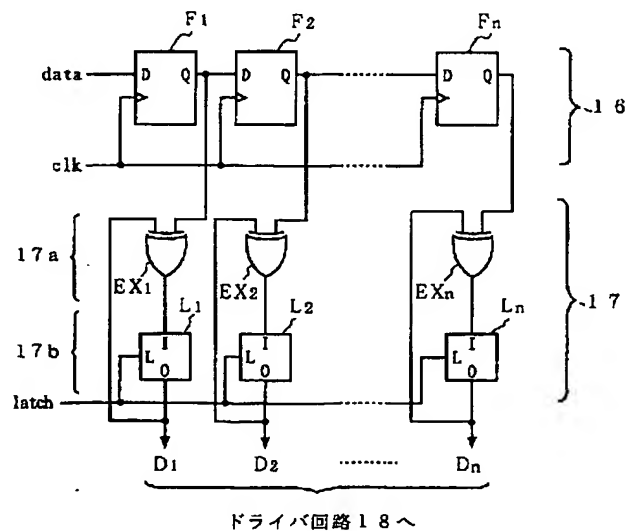 F1 F2 Fn
data D Q D Q D Q
16
clk
17a
EX1 EX2 EXn
17
L1 L2 Ln
17b
I I I
L L L
O O O
latch
D1 D2 Dn
ドライバ回路18へ